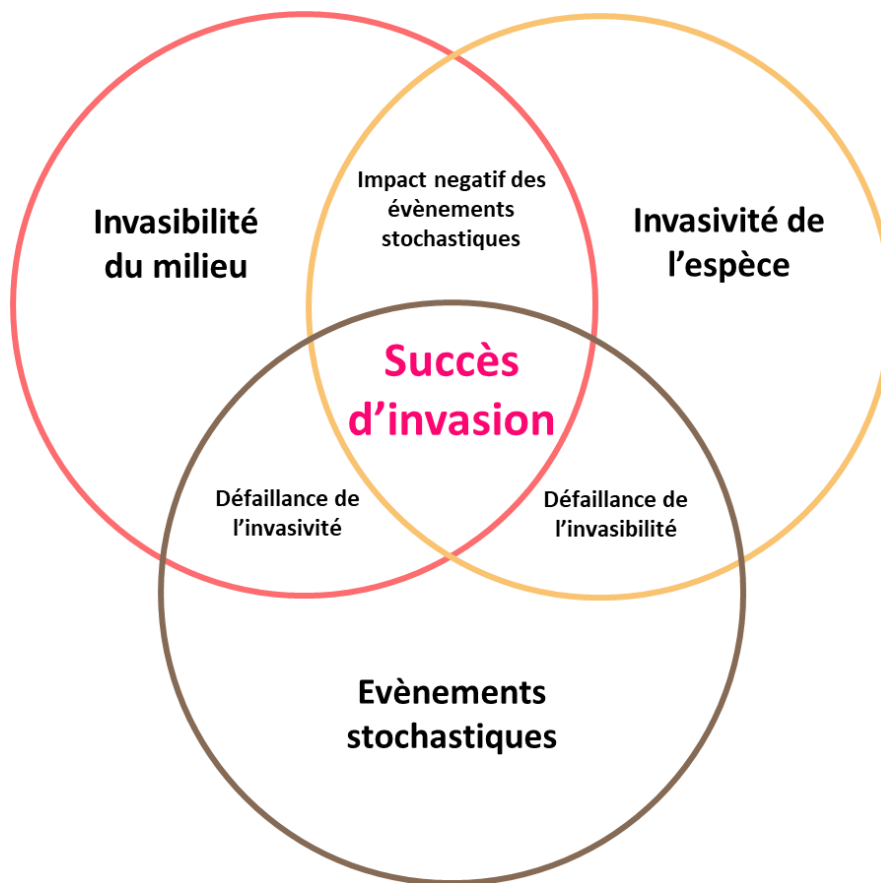 Impact negatif des
évènements
stochastiques
Invasibilité
du milieu
Invasivité de
l'espèce
Succès
d'invasion
Défaillance de
l'invasivité
Défaillance de
l'invasibilité
Evènements
stochastiques